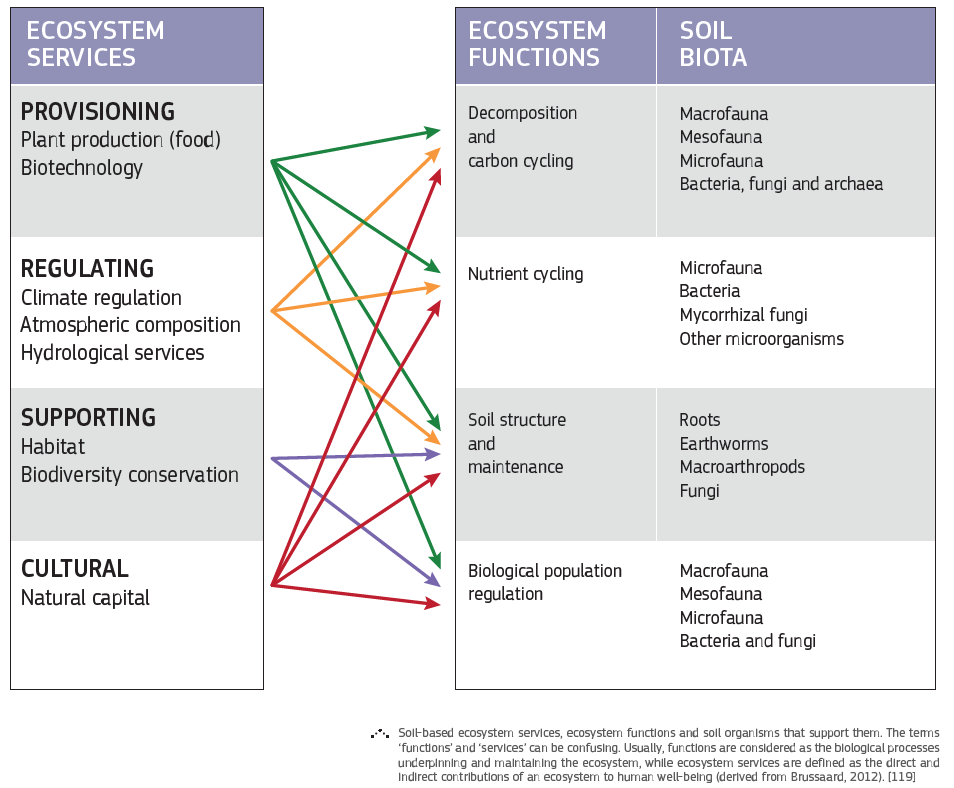 ECOSYSTEM
SERVICES
PROVISIONING
Plant production (food)
Biotechnology
REGULATING
Climate regulation
Atmospheric composition
Hydrological services
SUPPORTING
Habitat
Biodiversity conservation
CULTURAL
Natural capital
ECOSYSTEM
FUNCTIONS
SOIL
BIOTA
Decomposition
and
carbon cycling
Macrofauna
Mesofauna
Microfauna
Bacteria, fungi and archaea
Nutrient cycling
Microfauna
Bacteria
Mycorrhizal fungi
Other microorganisms
Soil structure
and
maintenance
Roots
Earthworms
Macroarthropods
Fungi
Biological population
regulation
Macrofauna
Mesofauna
Microfauna
Bacteria and fungi
Soil-based ecosystem services, ecosystem functions and soil organisms that support them. The terms
‘functions’ and ‘services’ can be confusing. Usually, functions are considered as the biological processes
underpinning and maintaining the ecosystem, while ecosystem services are defined as the direct and
indirect contributions of an ecosystem to human well-being (derived from Brussaard, 2012). [119]